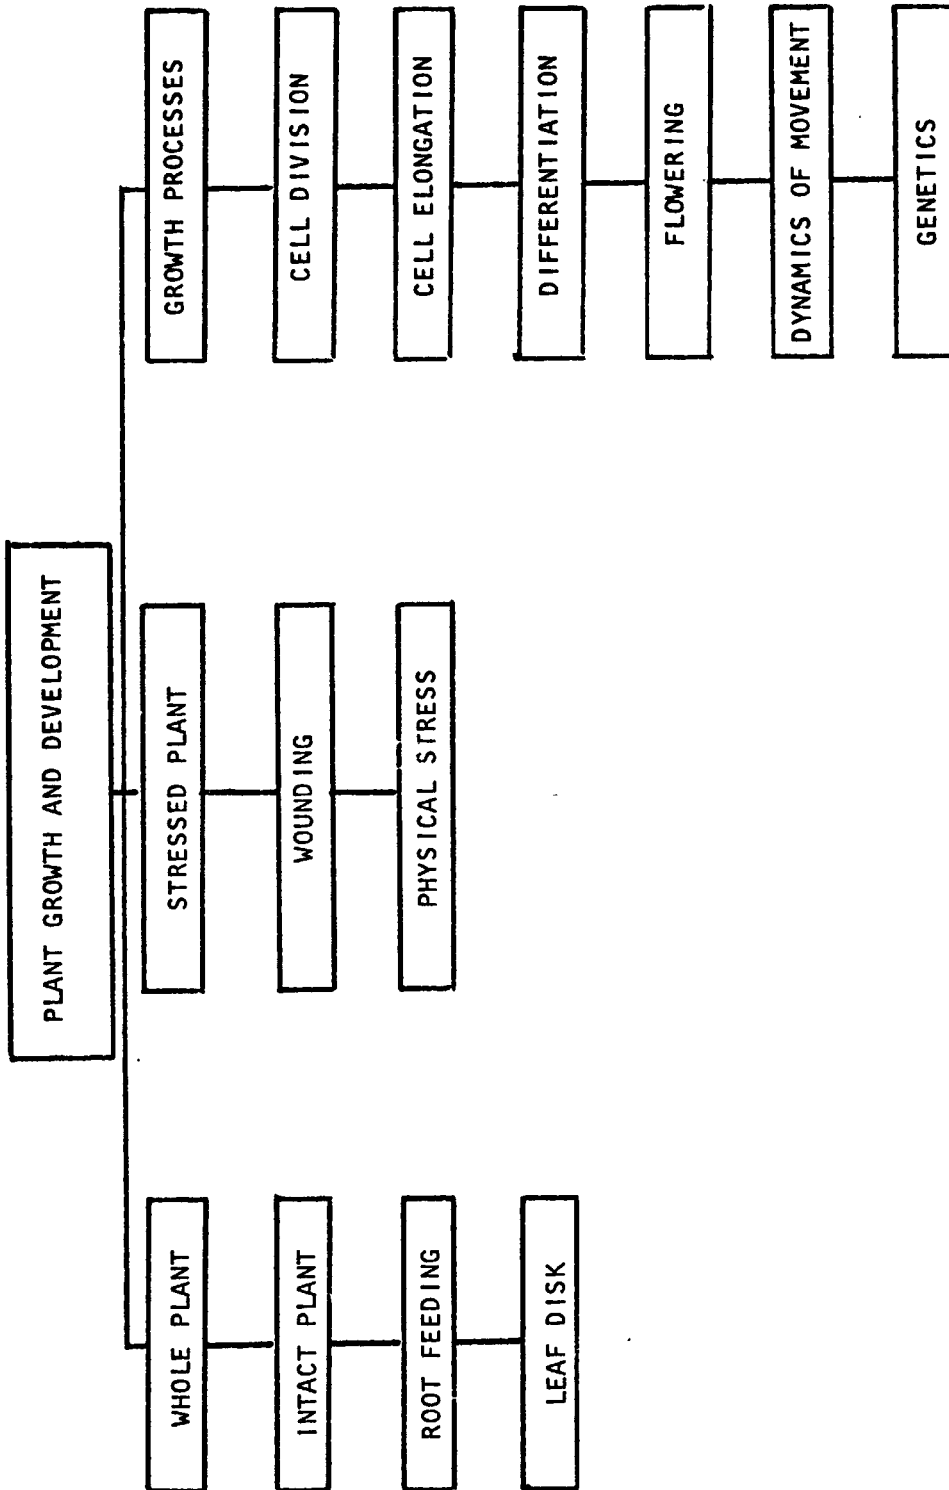 PLANT GROWTH AND DEVELOPMENT
WHOLE PLANT
INTACT PLANT
ROOT FEEDING
LEAF DISK
STRESSED PLANT
WOUNDING
PHYSICAL STRESS
GROWTH PROCESSES
CELL DIVISION
CELL ELONGATION
DIFFERENTIATION
FLOWERING
DYNAMICS OF MOVEMENT
GENETICS